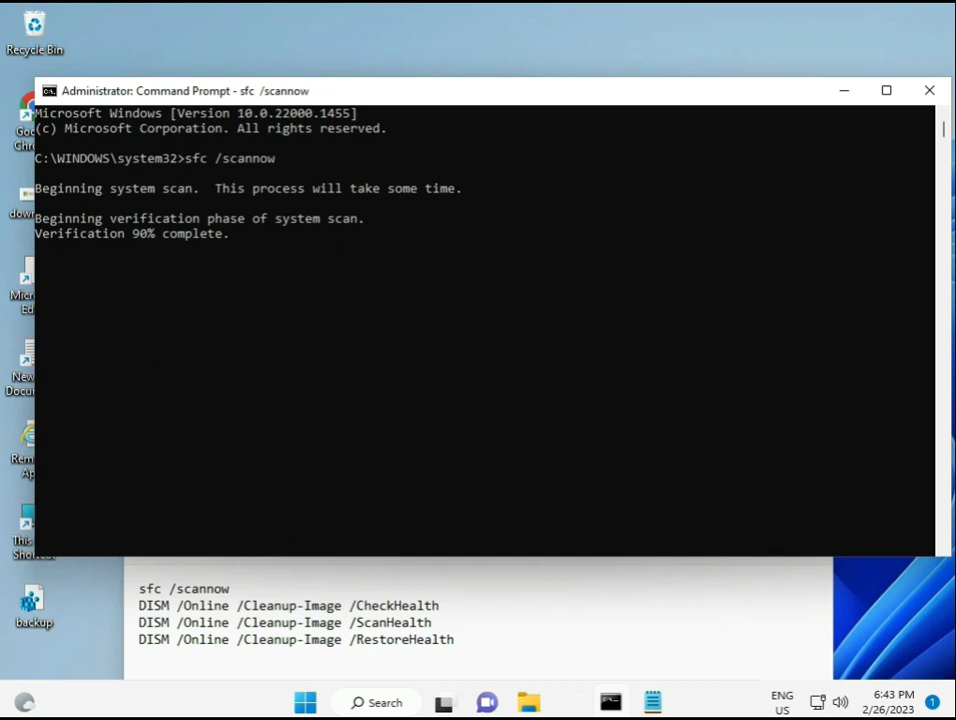 Recycle Bin
Administrator: Command Prompt - sfc /scannow
Microsoft Windows [Version 10.0.22000.1455]
(c) Microsoft Corporation. All rights reserved.
C:\WINDOWS\system32>sfc /scannow
Beginning system scan.  This process will take some time.
Beginning verification phase of system scan.
Verification 90% complete.
backup
sfc /scannow
DISM /Online /Cleanup-Image /CheckHealth
DISM /Online /Cleanup-Image /ScanHealth
DISM /Online /Cleanup-Image /RestoreHealth
Search
ENG
US
6:43 PM
2/26/2023
1